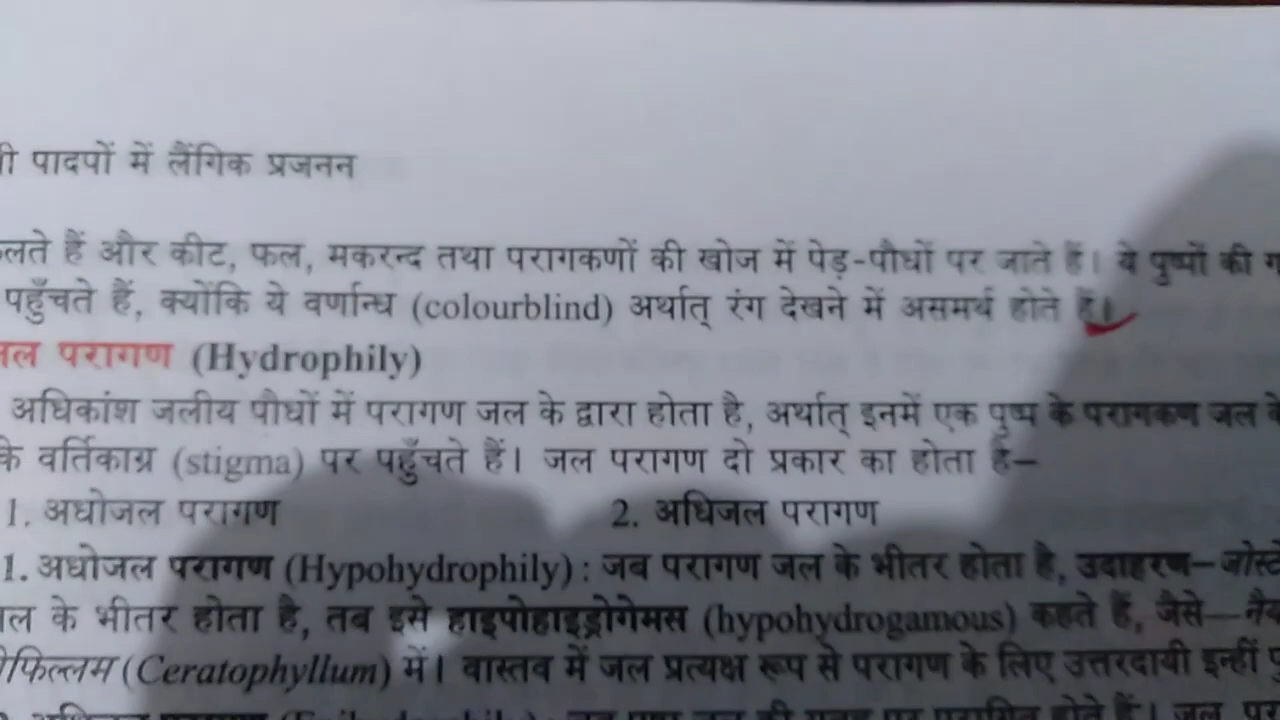 पादपों में लैंगिक प्रजनन
हैं और कीट, फल, मकरन्द तथा परागकणों की खोज में पेड़-पौधों पर जाते हैं। ये पुष्पों की
पहुँचते हैं, क्योंकि ये वर्णान्ध (colourblind) अर्थात् रंग देखने में असमर्थ होते हैं।
परागण (Hydrophily)
अधिकांश जलीय पौधों में परागण जल के द्वारा होता है, अर्थात् इनमें एक पुष्प के परागकण जल के
के वर्तिकाग्र (stigma) पर पहुँचते हैं। जल परागण दो प्रकार का होता है–
1. अधोजल परागण 2. अधिजल परागण
1. अधोजल परागण (Hypohydrophily) : जब परागण जल के भीतर होता है, उदाहरण–
के भीतर होता है, तब इसे हाइपोहाइड्रोगेमस (hypohydrogamous) कहते हैं, जैसे—
(Ceratophyllum) में। वास्तव में जल प्रत्यक्ष रूप से परागण के लिए उत्तरदायी इन्हीं